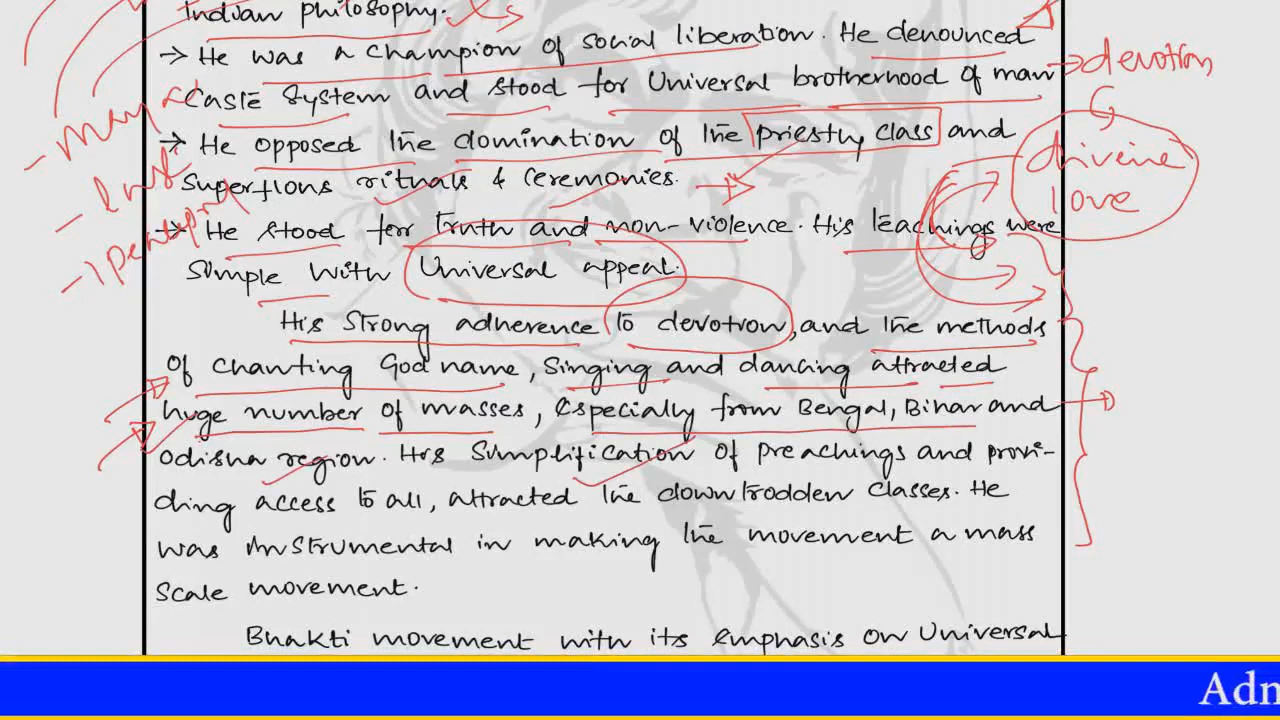 Indian philosophy.
→ He was a champion of social liberation. He denounced
Caste System and stood for Universal brotherhood of man
→ devotion
→ He opposed the domination of the priestly class and
divine
love
Superftions rituals & ceremonies.
→ He stood for truth and non-violence. His teachings were
Simple with Universal appeal.
His strong adherence to devotion, and the methods
of chanting God name, Singing and dancing attracted
huge number of masses, Especially from Bengal, Bihar and
odisha region. His Simplification of preachings and provi-
ding access to all, attracted the downtrodden classes. He
was Instrumental in making the movement a mass
scale movement.
Bhakti movement with its emphasis on Universal
Adm